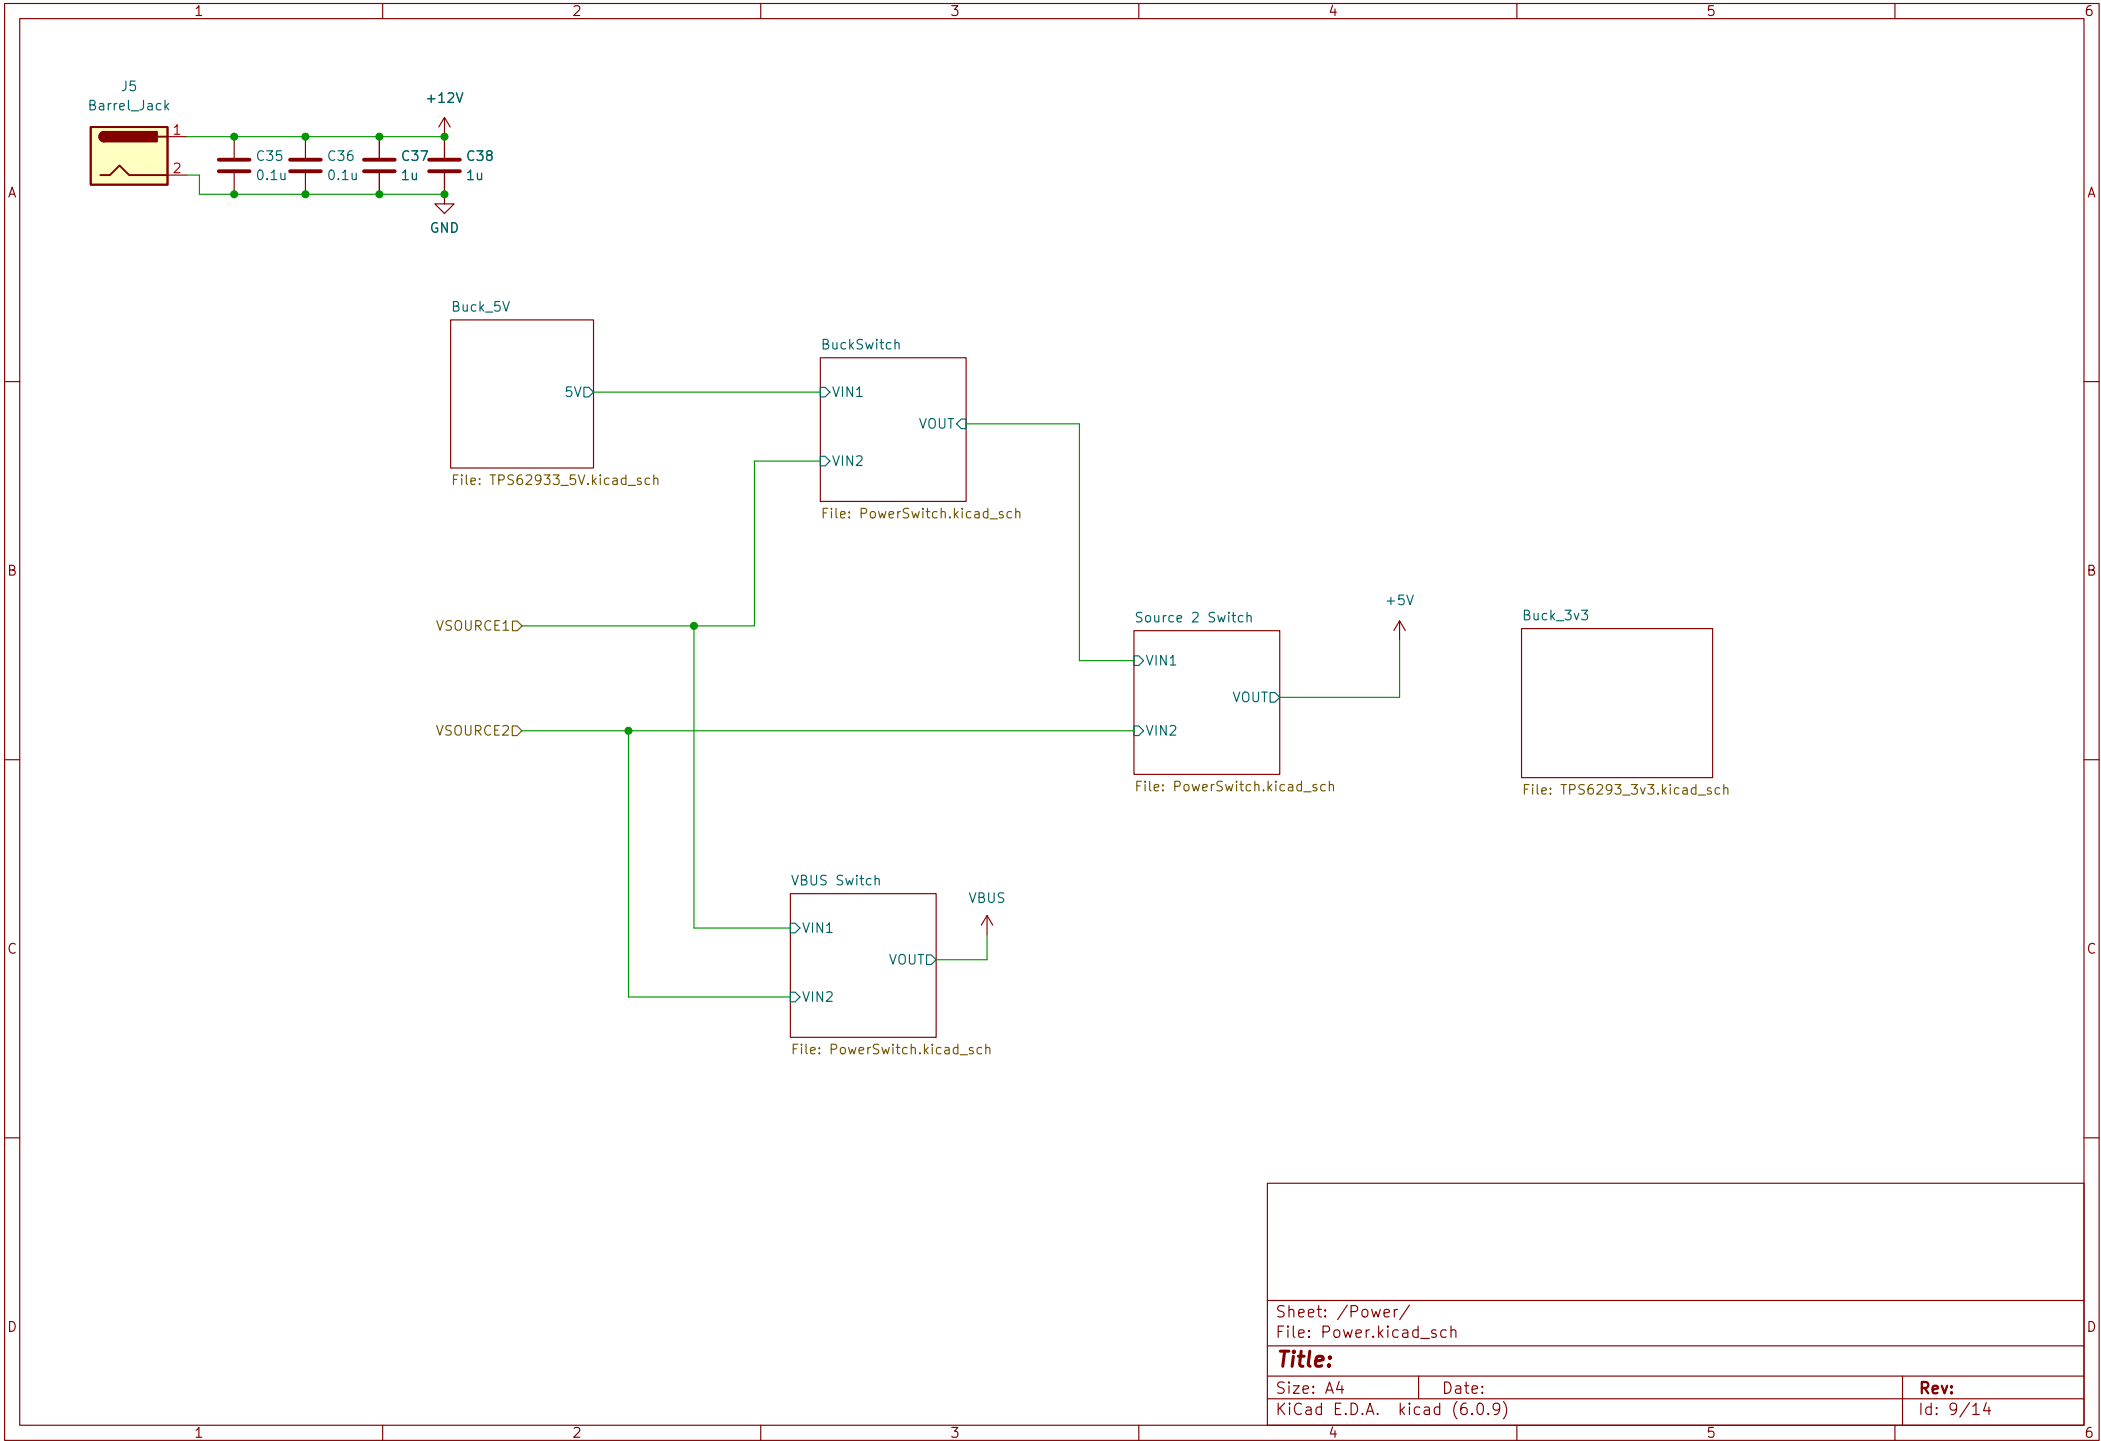 1 2 3 4 5 6
J5
Barrel_Jack
1
2
+12V
C35
0.1u
C36
0.1u
C37
1u
C38
1u
GND
A A
Buck_5V
5V
File: TPS62933_5V.kicad_sch
BuckSwitch
VIN1
VOUT
VIN2
File: PowerSwitch.kicad_sch
B B
VSOURCE1
VSOURCE2
Source 2 Switch
VIN1
VOUT
VIN2
File: PowerSwitch.kicad_sch
+5V
Buck_3v3
File: TPS6293_3v3.kicad_sch
VBUS Switch
VIN1
VOUT
VIN2
File: PowerSwitch.kicad_sch
VBUS
C C
D D
Sheet: /Power/
File: Power.kicad_sch
Title:
Size: A4 Date: Rev:
KiCad E.D.A. kicad (6.0.9) Id: 9/14
1 2 3 4 5 6